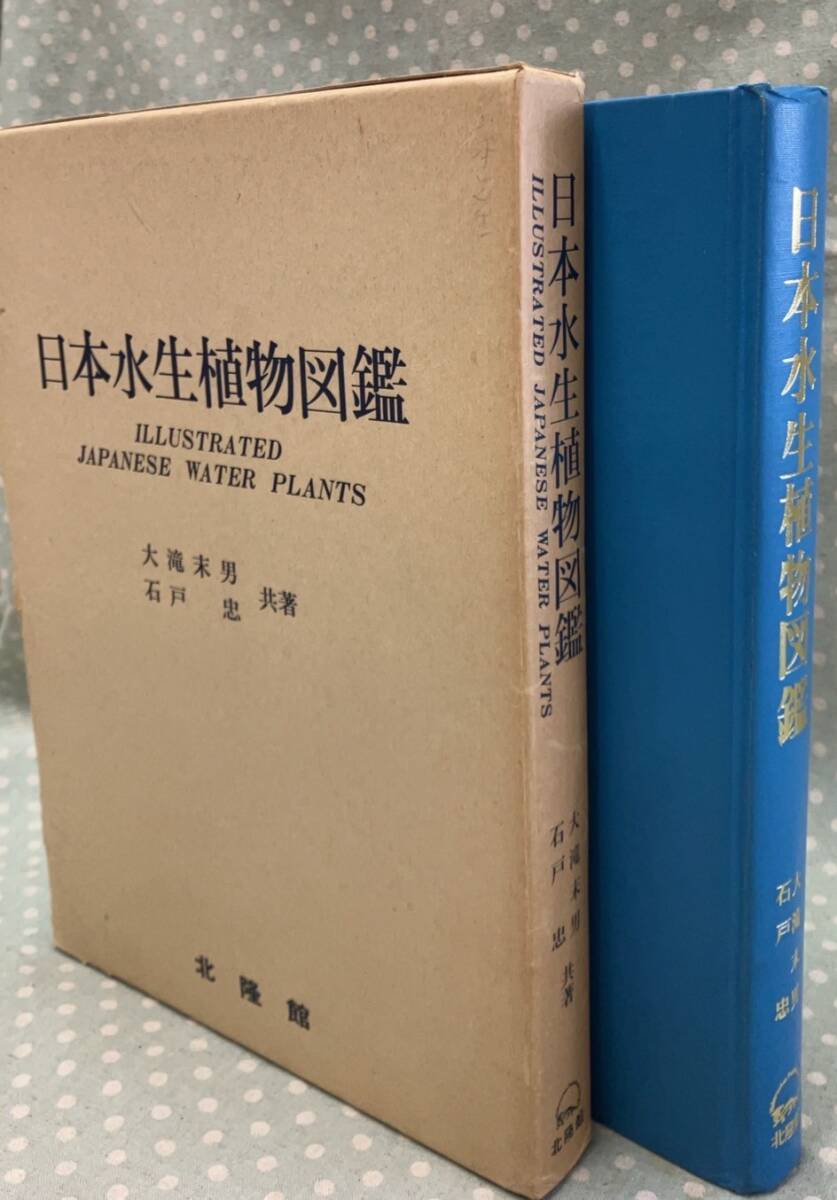 日本水生植物図鑑
ILLUSTRATED
JAPANESE WATER PLANTS
大滝末男
石戸 忠
共著
北隆館
日本水生植物図鑑
ILLUSTRATED JAPANESE WATER PLANTS
大滝末男
石戸 忠
共著
北隆館
日本水生植物図鑑
大滝末男
石戸 忠
北隆館